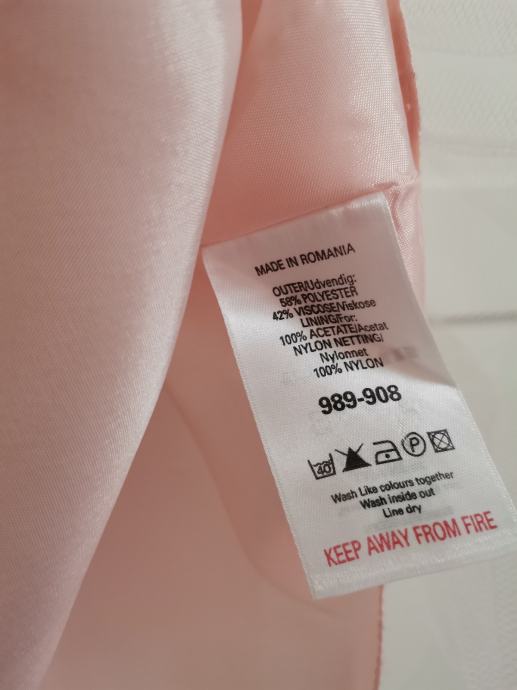 MADE IN ROMANIA
OUTER/Udvendig:
58% POLYESTER
42% VISCOSE/Viskose
LINING/For:
100% ACETATE/Acetat
NYLON NETTING/
Nylonnet
100% NYLON
989-908
40 P
Wash Like colours together
Wash inside out
Line dry
KEEP AWAY FROM FIRE